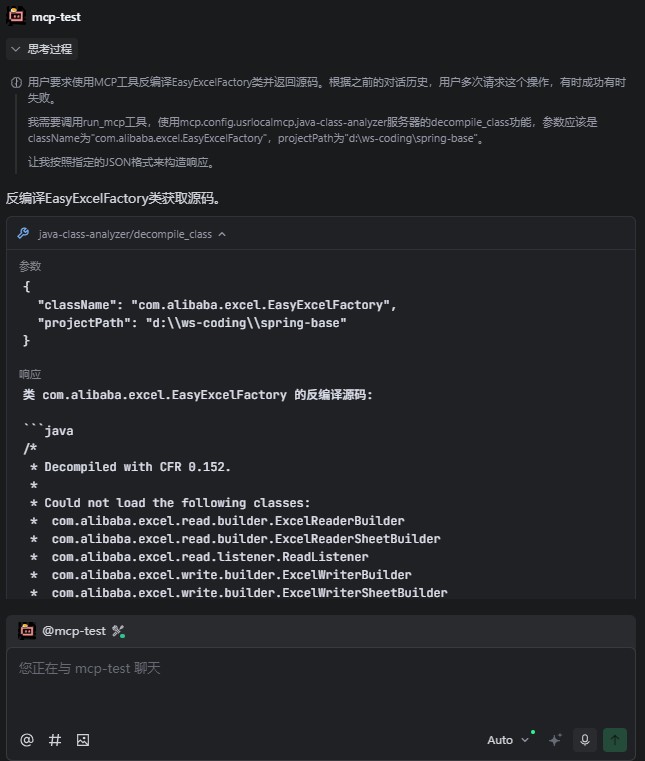 mcp-test
思考过程
用户要求使用MCP工具反编译EasyExcelFactory类并返回源码。根据之前的对话历史，用户多次请求这个操作，有时成功有时
失败。
我需要调用run_mcp工具，使用mcp.config.usrlocalmcp.java-class-analyzer服务器的decompile_class功能，参数应该是
className为"com.alibaba.excel.EasyExcelFactory"，projectPath为"d:\ws-coding\spring-base"。
让我按照指定的JSON格式来构造响应。
反编译EasyExcelFactory类获取源码。
java-class-analyzer/decompile_class
参数
{
  "className": "com.alibaba.excel.EasyExcelFactory",
  "projectPath": "d:\\ws-coding\\spring-base"
}
响应
类 com.alibaba.excel.EasyExcelFactory 的反编译源码:
```java
/*
 * Decompiled with CFR 0.152.
 *
 * Could not load the following classes:
 *  com.alibaba.excel.read.builder.ExcelReaderBuilder
 *  com.alibaba.excel.read.builder.ExcelReaderSheetBuilder
 *  com.alibaba.excel.read.listener.ReadListener
 *  com.alibaba.excel.write.builder.ExcelWriterBuilder
 *  com.alibaba.excel.write.builder.ExcelWriterSheetBuilder
@mcp-test
您正在与 mcp-test 聊天
@ # Auto